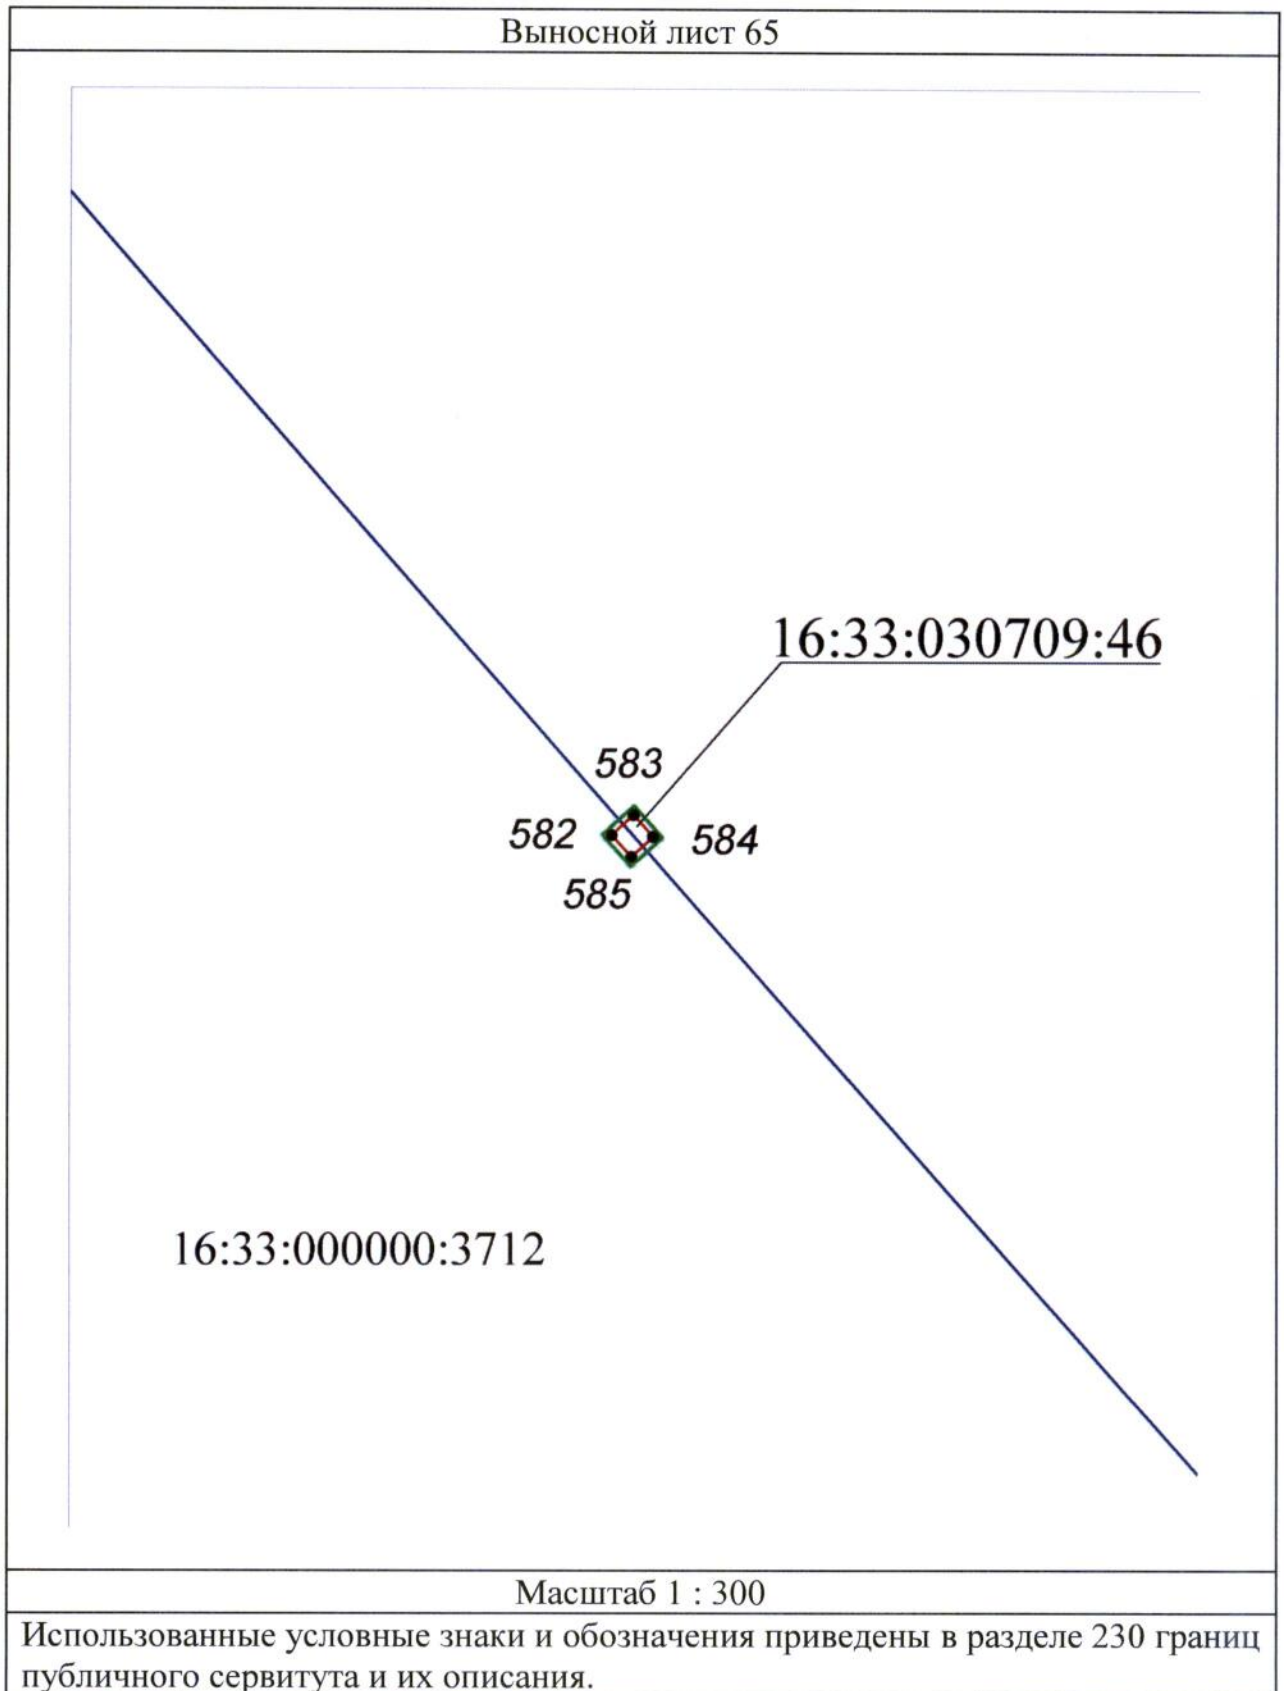 Выносной лист 65
16:33:030709:46
583
582
584
585
16:33:000000:3712
Масштаб 1 : 300
Использованные условные знаки и обозначения приведены в разделе 230 границ
публичного сервитута и их описания.